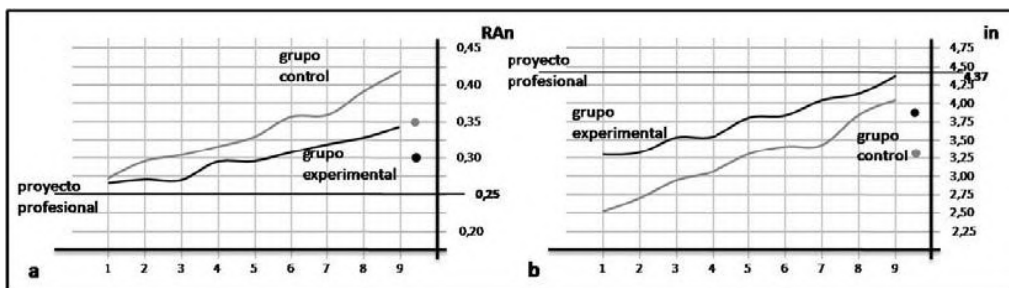 RAn
0,45
grupo
control
0,40
0,35
0,30
grupo
experimental
proyecto
profesional
0,25
0,20
1 2 3 4 5 6 7 8 9
a
in
4,75
proyecto
profesional
4,50
4,37
4,25
4,00
grupo
experimental
3,75
3,50
grupo
control
3,25
3,00
2,75
2,50
2,25
1 2 3 4 5 6 7 8 9
b